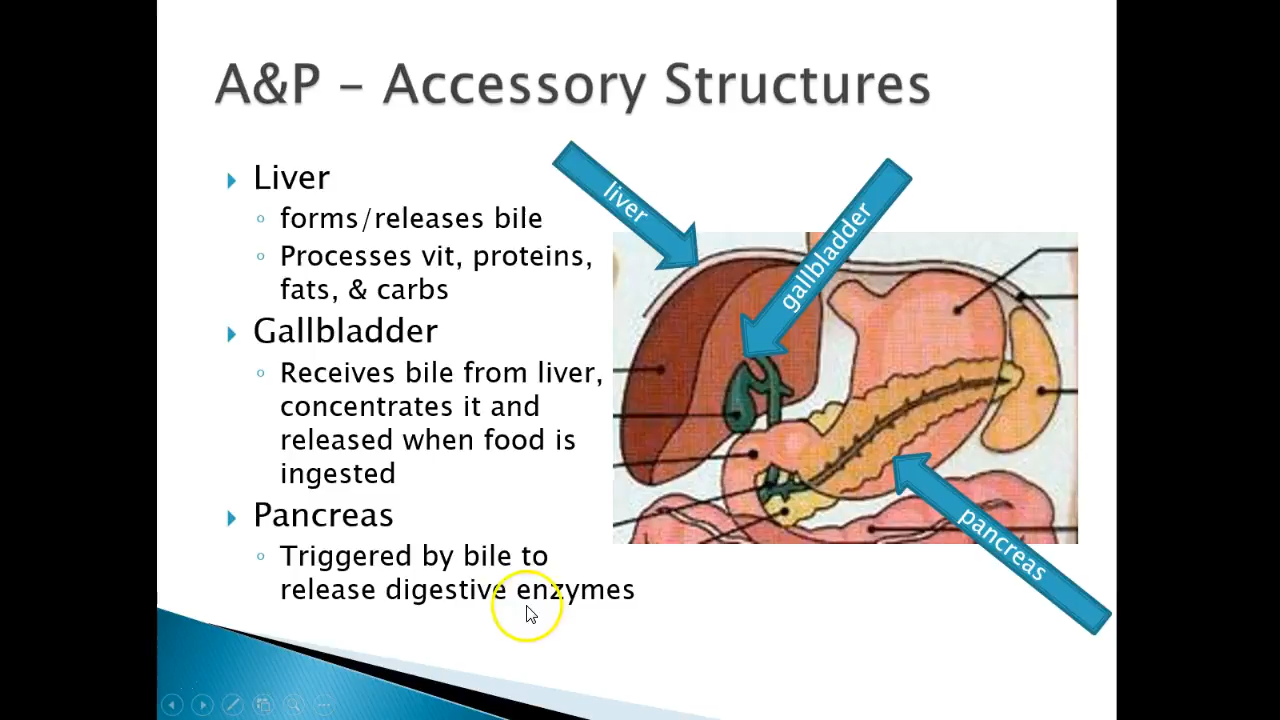 A&P – Accessory Structures
Liver
forms/releases bile
Processes vit, proteins,
fats, & carbs
Gallbladder
Receives bile from liver,
concentrates it and
released when food is
ingested
Pancreas
Triggered by bile to
release digestive enzymes
liver
gallbladder
pancreas